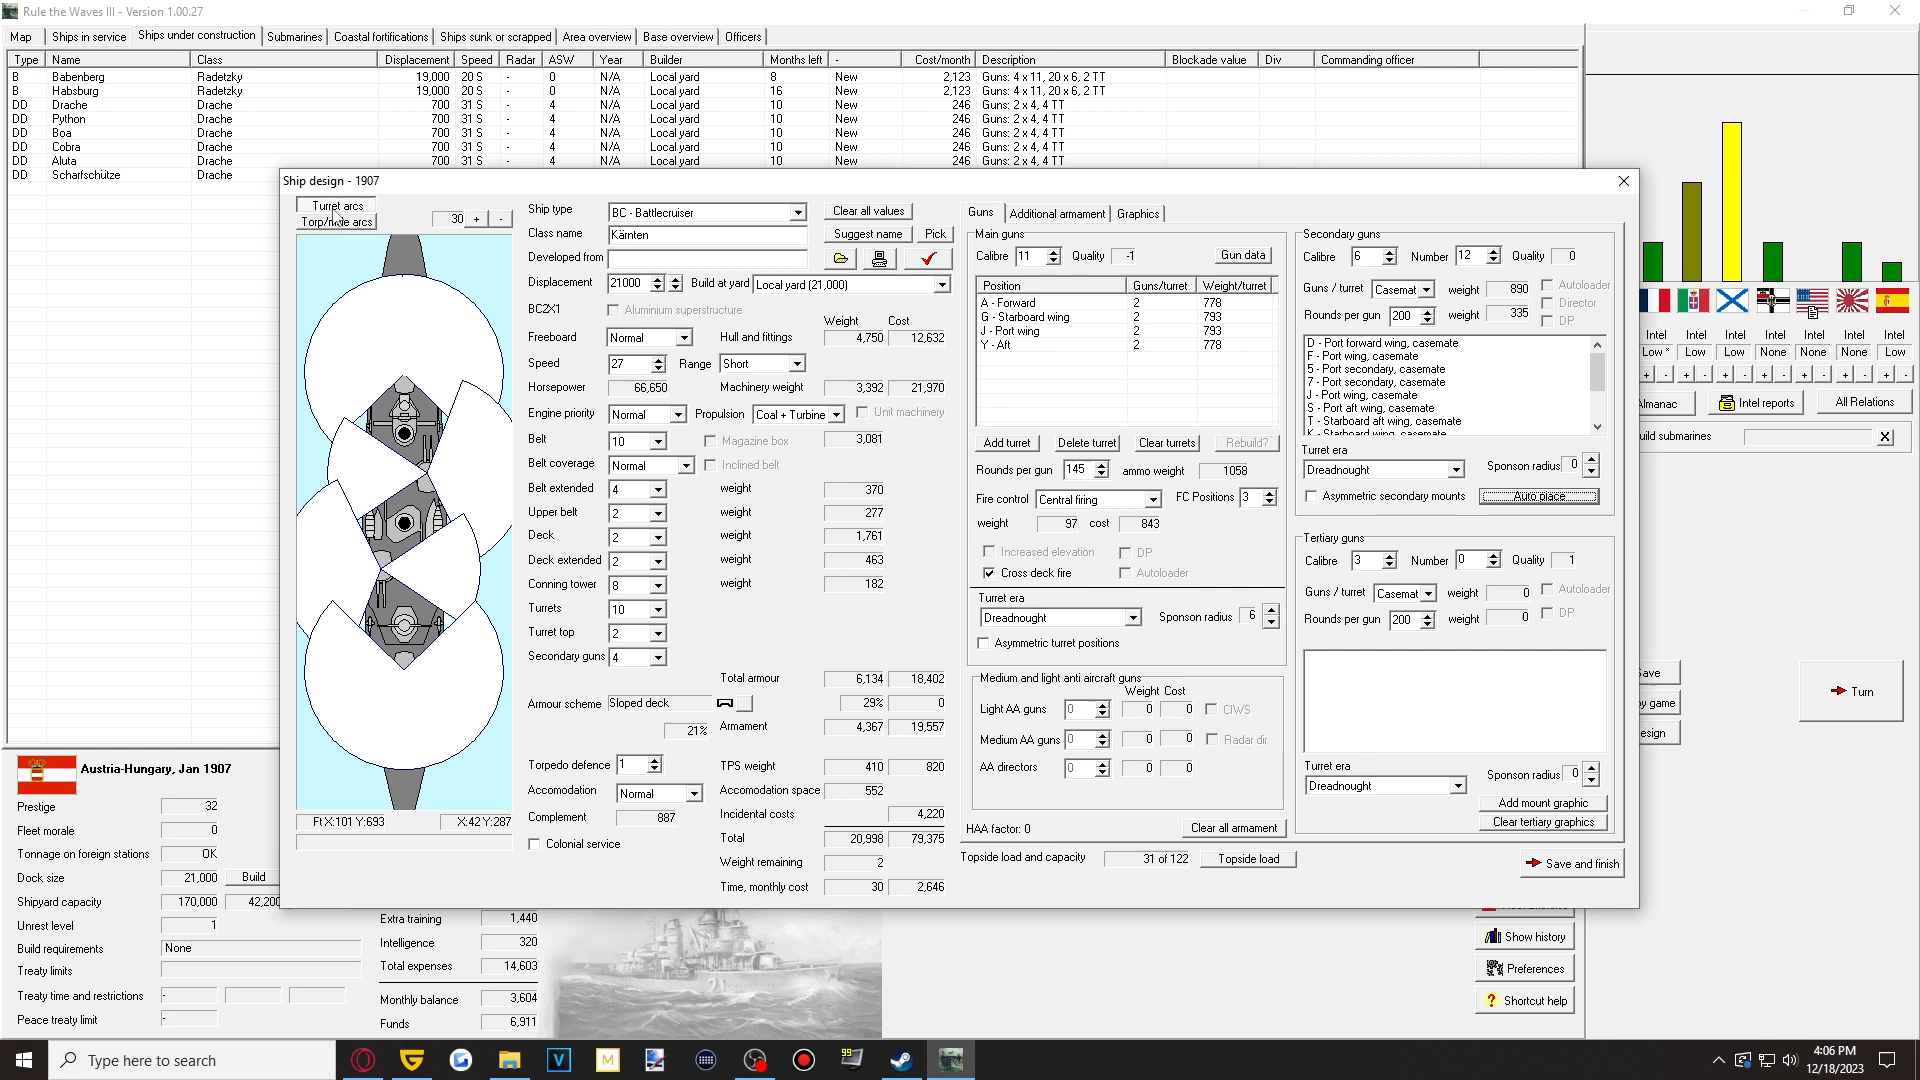 Rule the Waves III - Version 1.00.27
Map Ships in service Ships under construction Submarines Coastal fortifications Ships sunk or scrapped Area overview Base overview Officers
Type Name Class Displacement Speed Radar ASW Year Builder Months left - Cost/month Description Blockade value Div Commanding officer
B Babenberg Radetzky 19,000 20 S - 0 N/A Local yard 8 New 2,123 Guns: 4 x 11, 20 x 6, 2 TT
B Habsburg Radetzky 19,000 20 S - 0 N/A Local yard 16 New 2,123 Guns: 4 x 11, 20 x 6, 2 TT
DD Drache Drache 700 31 S - 4 N/A Local yard 10 New 246 Guns: 2 x 4, 4 TT
DD Python Drache 700 31 S - 4 N/A Local yard 10 New 246 Guns: 2 x 4, 4 TT
DD Boa Drache 700 31 S - 4 N/A Local yard 10 New 246 Guns: 2 x 4, 4 TT
DD Cobra Drache 700 31 S - 4 N/A Local yard 10 New 246 Guns: 2 x 4, 4 TT
DD Aluta Drache 700 31 S - 4 N/A Local yard 10 New 246 Guns: 2 x 4, 4 TT
DD Scharfschütze Drache
Ship design - 1907
Turret arcs
Torp/mine arcs
30 + -
Ft X:101 Y:693 X:42 Y:287
Ship type BC - Battlecruiser Clear all values
Class name Kärnten Suggest name Pick
Developed from
Displacement 21000 Build at yard Local yard (21,000)
BC2X1 Aluminium superstructure
Weight Cost
Freeboard Normal Hull and fittings 4,750 12,632
Speed 27 Range Short
Horsepower 66,650 Machinery weight 3,392 21,970
Engine priority Normal Propulsion Coal + Turbine Unit machinery
Belt 10 Magazine box 3,081
Belt coverage Normal Inclined belt
Belt extended 4 weight 370
Upper belt 2 weight 277
Deck 2 weight 1,761
Deck extended 2 weight 463
Conning tower 8 weight 182
Turrets 10
Turret top 2
Secondary guns 4
Total armour 6,134 18,402
Armour scheme Sloped deck 29% 0
21% Armament 4,367 19,557
Torpedo defence 1 TPS weight 410 820
Accomodation Normal Accomodation space 552
Complement 887 Incidental costs 4,220
Colonial service Total 20,998 79,375
Weight remaining 2
Time, monthly cost 30 2,646
Guns Additional armament Graphics
Main guns
Calibre 11 Quality -1 Gun data
Position Guns/turret Weight/turret
A - Forward 2 778
G - Starboard wing 2 793
J - Port wing 2 793
Y - Aft 2 778
Add turret Delete turret Clear turrets Rebuild?
Rounds per gun 145 ammo weight 1058
Fire control Central firing FC Positions 3
weight 97 cost 843
Increased elevation DP
Cross deck fire Autoloader
Turret era
Dreadnought Sponson radius 6
Asymmetric turret positions
Medium and light anti aircraft guns
Weight Cost
Light AA guns 0 0 0 CIWS
Medium AA guns 0 0 0 Radar dir
AA directors 0 0 0
HAA factor: 0 Clear all armament
Topside load and capacity 31 of 122 Topside load
Secondary guns
Calibre 6 Number 12 Quality 0
Guns / turret Casemat weight 890 Autoloader
Director
Rounds per gun 200 weight 335 DP
D - Port forward wing, casemate
F - Port wing, casemate
5 - Port secondary, casemate
7 - Port secondary, casemate
J - Port wing, casemate
S - Port aft wing, casemate
T - Starboard aft wing, casemate
K - Starboard wing, casemate
Turret era
Dreadnought Sponson radius 0
Asymmetric secondary mounts Auto place
Tertiary guns
Calibre 3 Number 0 Quality 1
Guns / turret Casemat weight 0 Autoloader
Rounds per gun 200 weight 0 DP
Turret era
Dreadnought Sponson radius 0
Add mount graphic
Clear tertiary graphics
Save and finish
Intel Intel Intel Intel Intel Intel Intel
Low * Low Low None None None Low
+ - + - + - + - + - + - + -
Almanac Intel reports All Relations
uild submarines X
ave
y game
esign
Turn
Show history
Preferences
Shortcut help
Austria-Hungary, Jan 1907
Prestige 32
Fleet morale 0
Tonnage on foreign stations OK
Dock size 21,000 Build
Shipyard capacity 170,000 42,200
Unrest level 1
Build requirements None
Treaty limits
Treaty time and restrictions -
Peace treaty limit -
Extra training 1,440
Intelligence 320
Total expenses 14,603
Monthly balance 3,604
Funds 6,911
Type here to search
99
4:06 PM
12/18/2023